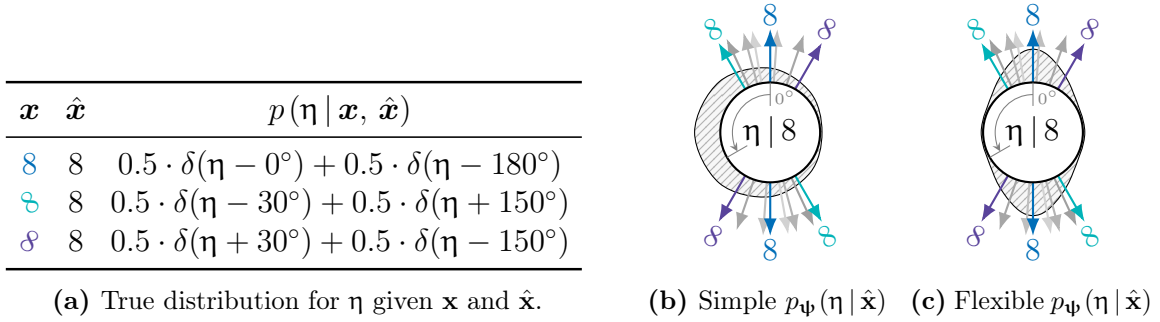 x x̂ p(η | x, x̂)
8 8 0.5 · δ(η − 0°) + 0.5 · δ(η − 180°)
8 8 0.5 · δ(η − 30°) + 0.5 · δ(η + 150°)
8 8 0.5 · δ(η + 30°) + 0.5 · δ(η − 150°)
(a) True distribution for η given x and x̂.
8 8 8
0°
η | 8
8 8 8
(b) Simple pψ(η | x̂)
8 8 8
0°
η | 8
8 8 8
(c) Flexible pψ(η | x̂)